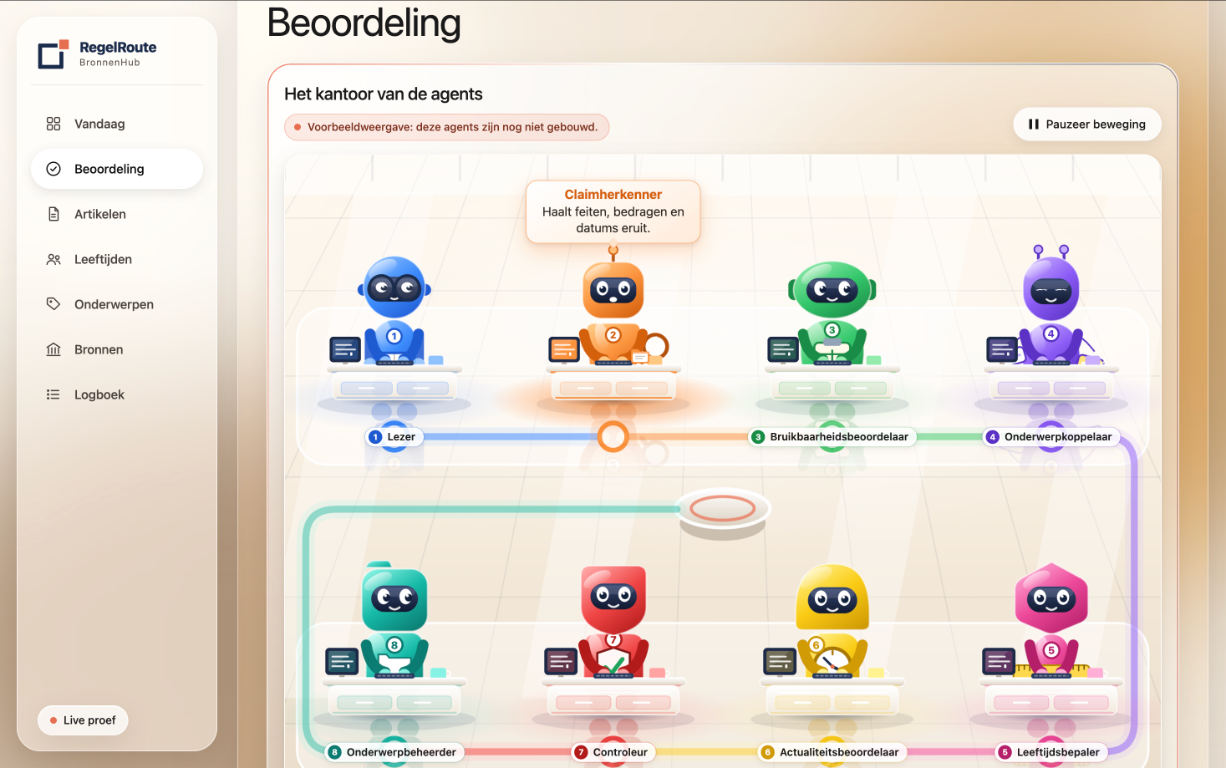 Beoordeling
RegelRoute
BronnenHub
Vandaag
Beoordeling
Artikelen
Leeftijden
Onderwerpen
Bronnen
Logboek
Live proef
Het kantoor van de agents
Voorbeeldweergave: deze agents zijn nog niet gebouwd.
Pauzeer beweging
Claimherkenner
Haalt feiten, bedragen en
datums eruit.
1
2
3
4
1 Lezer
3 Bruikbaarheidsbeoordelaar
4 Onderwerpkoppelaar
8
7
6
5
8 Onderwerpbeheerder
7 Controleur
6 Actualiteitsbeoordelaar
5 Leeftijdsbepaler